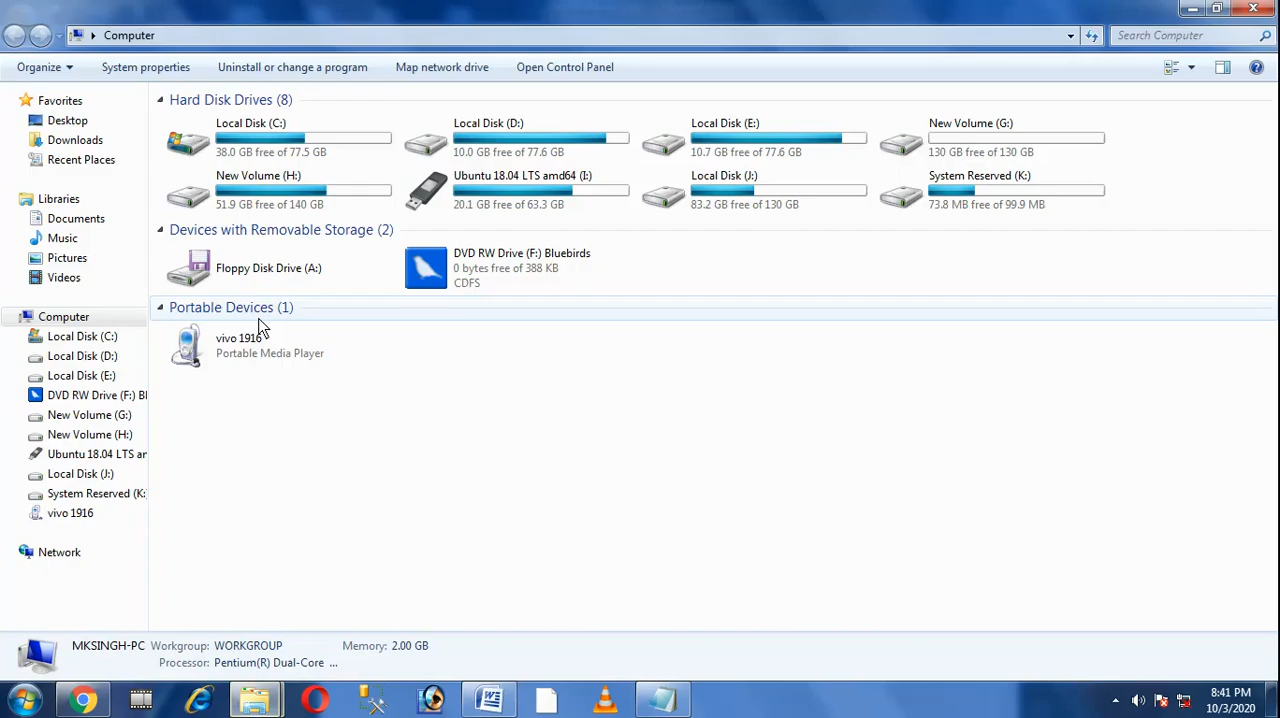 Computer
Search Computer
Organize
System properties
Uninstall or change a program
Map network drive
Open Control Panel
Favorites
Desktop
Downloads
Recent Places
Libraries
Documents
Music
Pictures
Videos
Computer
Local Disk (C:)
Local Disk (D:)
Local Disk (E:)
DVD RW Drive (F:) Bl
New Volume (G:)
New Volume (H:)
Ubuntu 18.04 LTS am
Local Disk (J:)
System Reserved (K:
vivo 1916
Network
Hard Disk Drives (8)
Local Disk (C:)
38.0 GB free of 77.5 GB
Local Disk (D:)
10.0 GB free of 77.6 GB
Local Disk (E:)
10.7 GB free of 77.6 GB
New Volume (G:)
130 GB free of 130 GB
New Volume (H:)
51.9 GB free of 140 GB
Ubuntu 18.04 LTS amd64 (I:)
20.1 GB free of 63.3 GB
Local Disk (J:)
83.2 GB free of 130 GB
System Reserved (K:)
73.8 MB free of 99.9 MB
Devices with Removable Storage (2)
Floppy Disk Drive (A:)
DVD RW Drive (F:) Bluebirds
0 bytes free of 388 KB
CDFS
Portable Devices (1)
vivo 1916
Portable Media Player
MKSINGH-PC Workgroup: WORKGROUP Memory: 2.00 GB
Processor: Pentium(R) Dual-Core ...
8:41 PM
10/3/2020